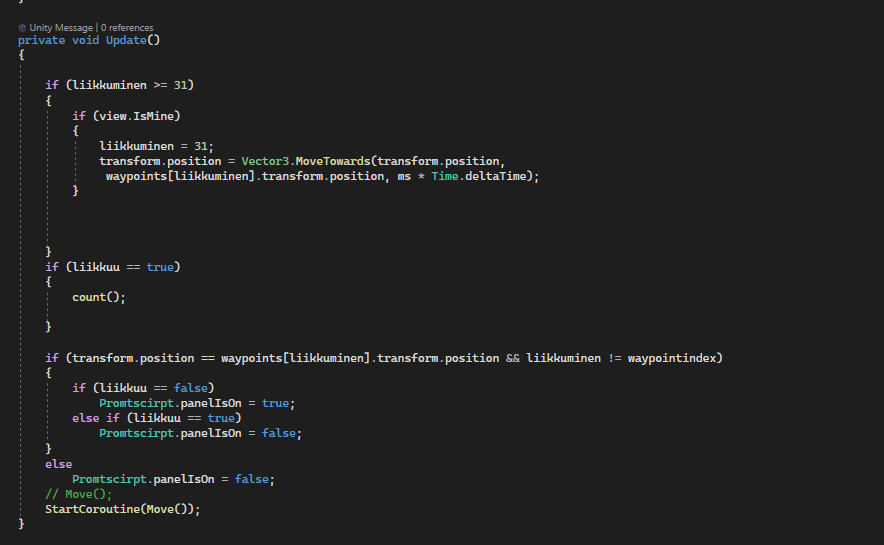 }
Unity Message | 0 references
private void Update()
{
if (liikkuminen >= 31)
{
if (view.IsMine)
{
liikkuminen = 31;
transform.position = Vector3.MoveTowards(transform.position,
waypoints[liikkuminen].transform.position, ms * Time.deltaTime);
}
}
if (liikkuu == true)
{
count();
}
if (transform.position == waypoints[liikkuminen].transform.position && liikkuminen != waypointindex)
{
if (liikkuu == false)
Promtscirpt.panelIsOn = true;
else if (liikkuu == true)
Promtscirpt.panelIsOn = false;
}
else
Promtscirpt.panelIsOn = false;
// Move();
StartCoroutine(Move());
}